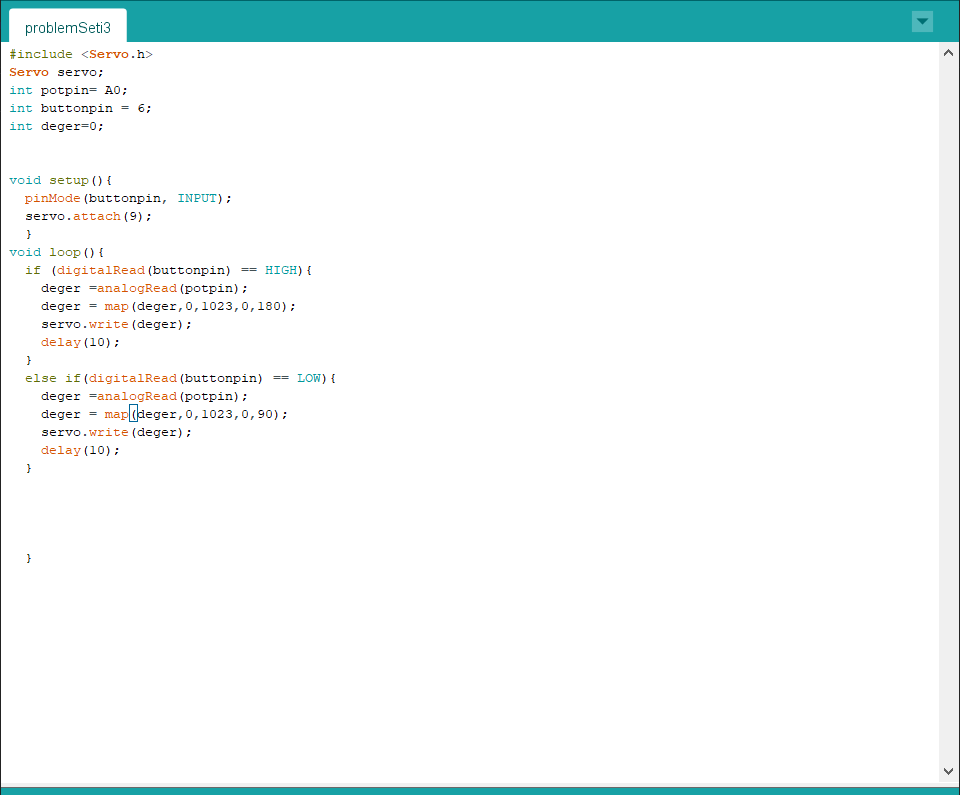 problemSeti3
#include <Servo.h>
Servo servo;
int potpin= A0;
int buttonpin = 6;
int deger=0;
void setup(){
pinMode(buttonpin, INPUT);
servo.attach(9);
}
void loop(){
if (digitalRead(buttonpin) == HIGH){
deger =analogRead(potpin);
deger = map(deger,0,1023,0,180);
servo.write(deger);
delay(10);
}
else if(digitalRead(buttonpin) == LOW){
deger =analogRead(potpin);
deger = map(deger,0,1023,0,90);
servo.write(deger);
delay(10);
}
}